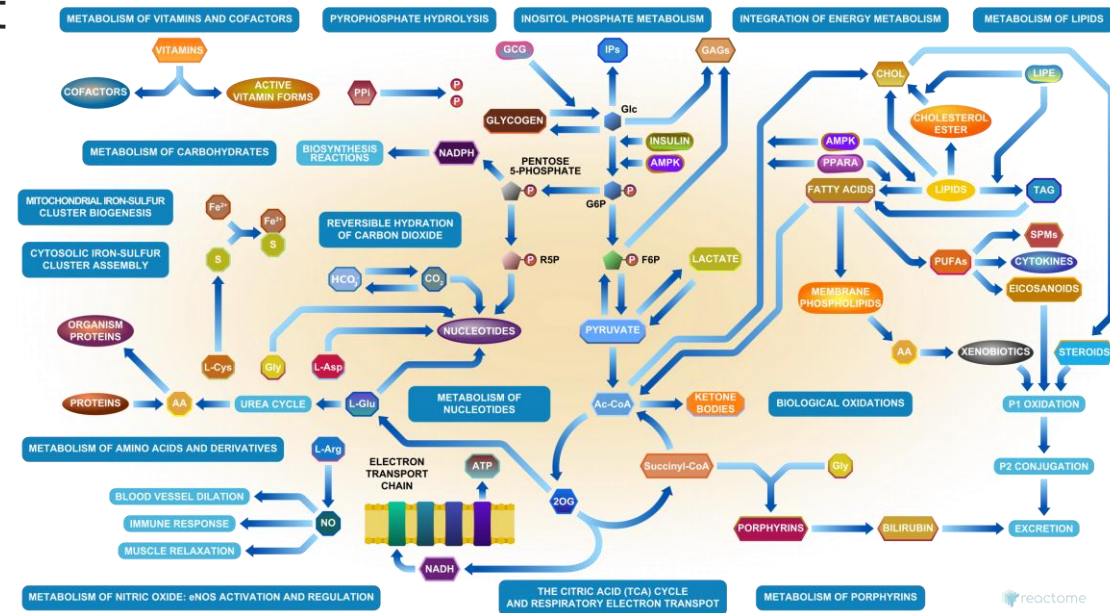 METABOLISM OF VITAMINS AND COFACTORS
PYROPHOSPHATE HYDROLYSIS
INOSITOL PHOSPHATE METABOLISM
INTEGRATION OF ENERGY METABOLISM
METABOLISM OF LIPIDS
VITAMINS
COFACTORS
ACTIVE
VITAMIN FORMS
PPi
P
P
GCG
IPs
GAGs
CHOL
LIPE
Glc
GLYCOGEN
CHOLESTEROL
ESTER
METABOLISM OF CARBOHYDRATES
BIOSYNTHESIS
REACTIONS
NADPH
INSULIN
AMPK
AMPK
PPARA
PENTOSE
5-PHOSPHATE
P
P
G6P
FATTY ACIDS
LIPIDS
TAG
MITOCHONDRIAL IRON-SULFUR
CLUSTER BIOGENESIS
CYTOSOLIC IRON-SULFUR
CLUSTER ASSEMBLY
Fe2+
Fe2+
S
S
REVERSIBLE HYDRATION
OF CARBON DIOXIDE
HCO3-
CO2
P
R5P
P
F6P
LACTATE
SPMs
PUFAs
CYTOKINES
EICOSANOIDS
MEMBRANE
PHOSPHOLIPIDS
ORGANISM
PROTEINS
NUCLEOTIDES
PYRUVATE
AA
XENOBIOTICS
STEROIDS
L-Cys
Gly
L-Asp
PROTEINS
AA
UREA CYCLE
L-Glu
METABOLISM OF
NUCLEOTIDES
Ac-CoA
KETONE
BODIES
BIOLOGICAL OXIDATIONS
P1 OXIDATION
METABOLISM OF AMINO ACIDS AND DERIVATIVES
L-Arg
ELECTRON
TRANSPORT
CHAIN
ATP
Succinyl-CoA
Gly
P2 CONJUGATION
BLOOD VESSEL DILATION
IMMUNE RESPONSE
MUSCLE RELAXATION
NO
2OG
PORPHYRINS
BILIRUBIN
EXCRETION
NADH
METABOLISM OF NITRIC OXIDE: eNOS ACTIVATION AND REGULATION
THE CITRIC ACID (TCA) CYCLE
AND RESPIRATORY ELECTRON TRANSPOT
METABOLISM OF PORPHYRINS
reactome